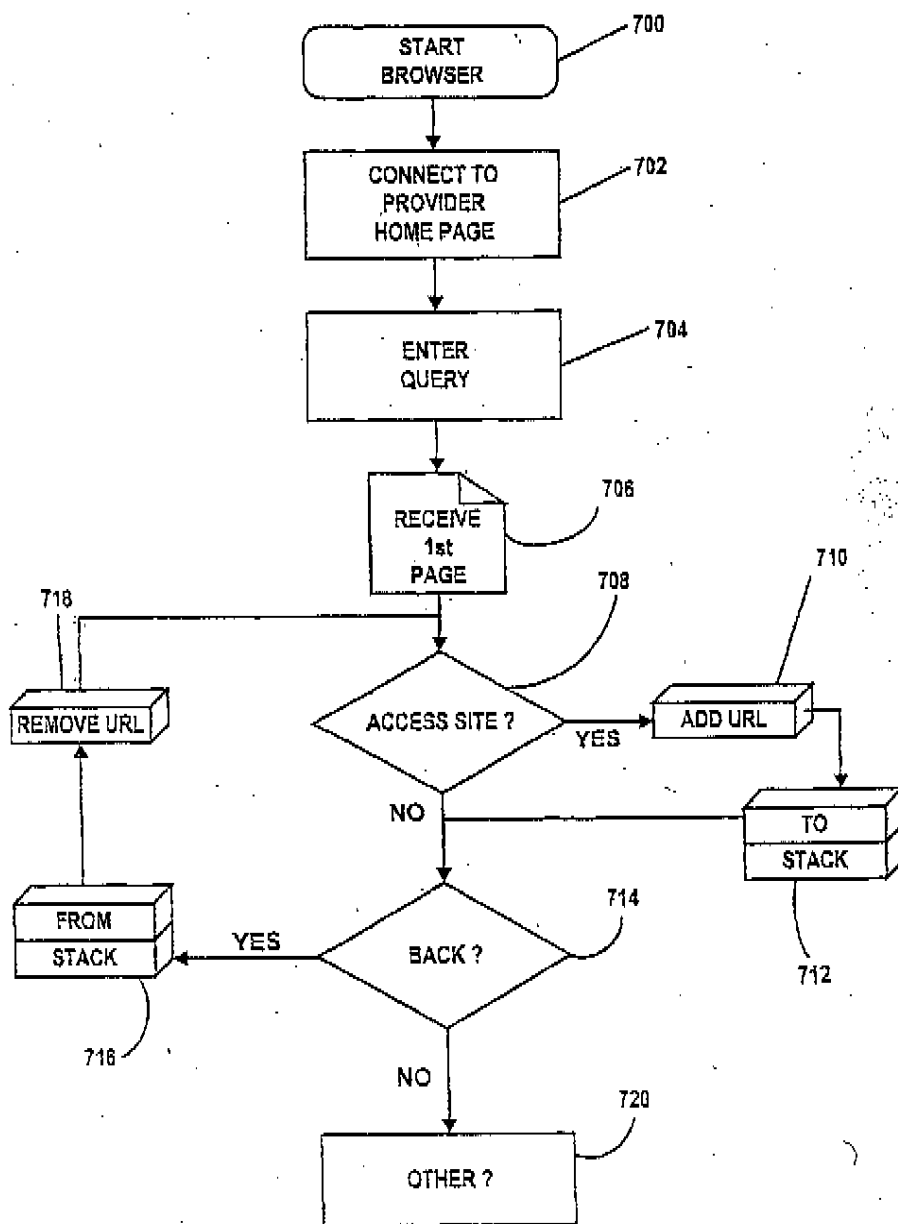 START
BROWSER
700
CONNECT TO
PROVIDER
HOME PAGE
702
ENTER
QUERY
704
RECEIVE
1st
PAGE
706
708
710
718
REMOVE URL
ACCESS SITE ?
YES
ADD URL
NO
TO
STACK
712
FROM
STACK
716
YES
BACK ?
714
NO
720
OTHER ?